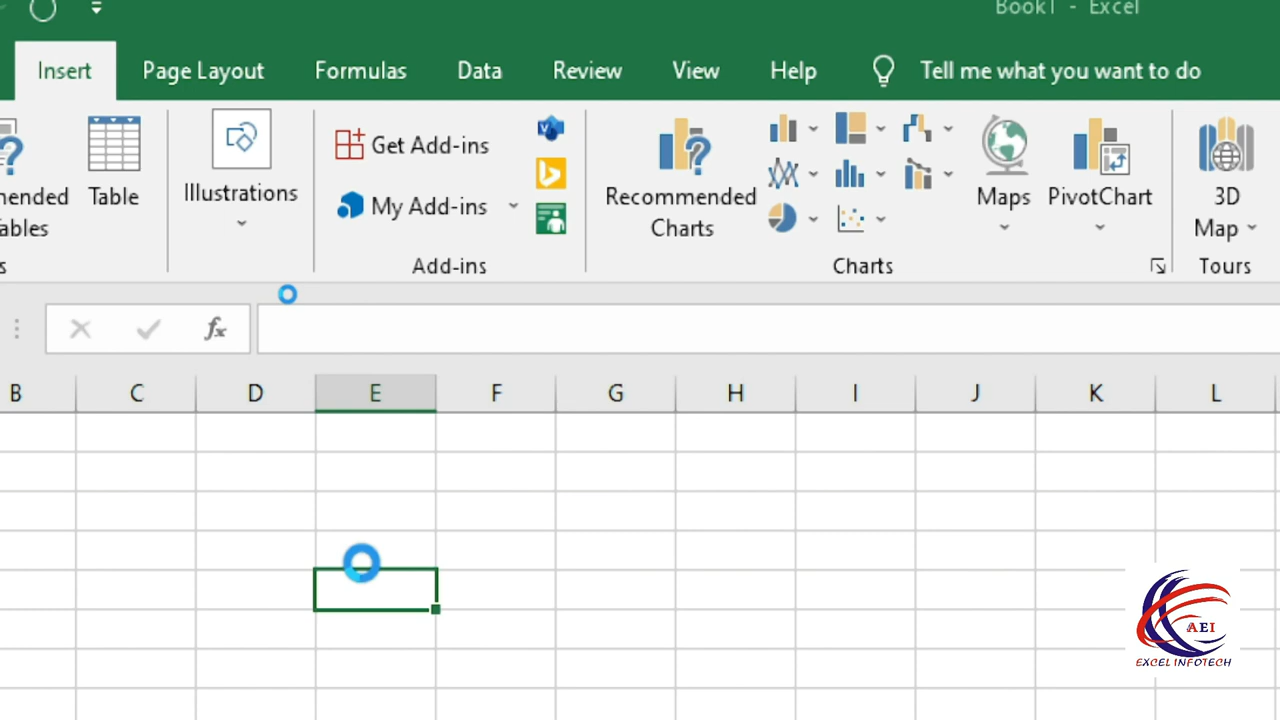 Book1 - Excel
Insert Page Layout Formulas Data Review View Help Tell me what you want to do
Table
Illustrations
Get Add-ins
My Add-ins
Add-ins
Recommended
Charts
Maps
PivotChart
Charts
3D
Map
Tours
fx
B C D E F G H I J K L
AEI
EXCEL INFOTECH